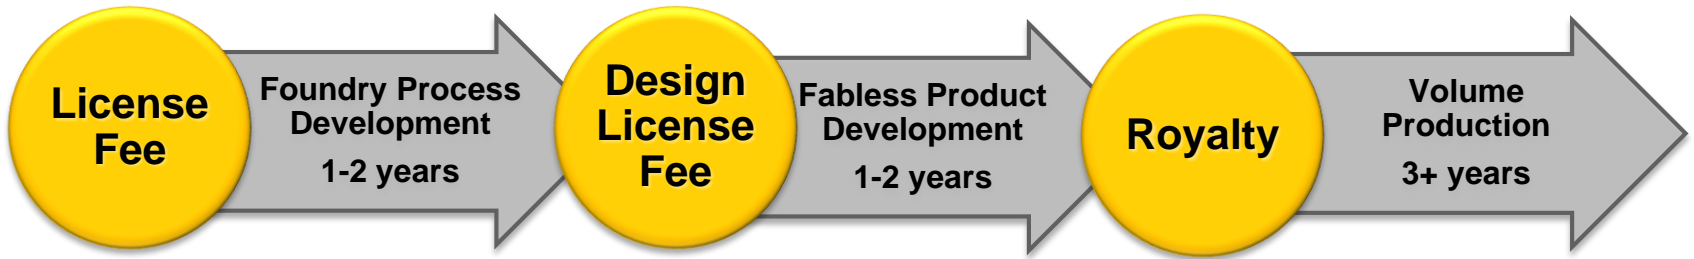 License
Fee
Foundry Process
Development
1-2 years
Design
License
Fee
Fabless Product
Development
1-2 years
Royalty
Volume
Production
3+ years